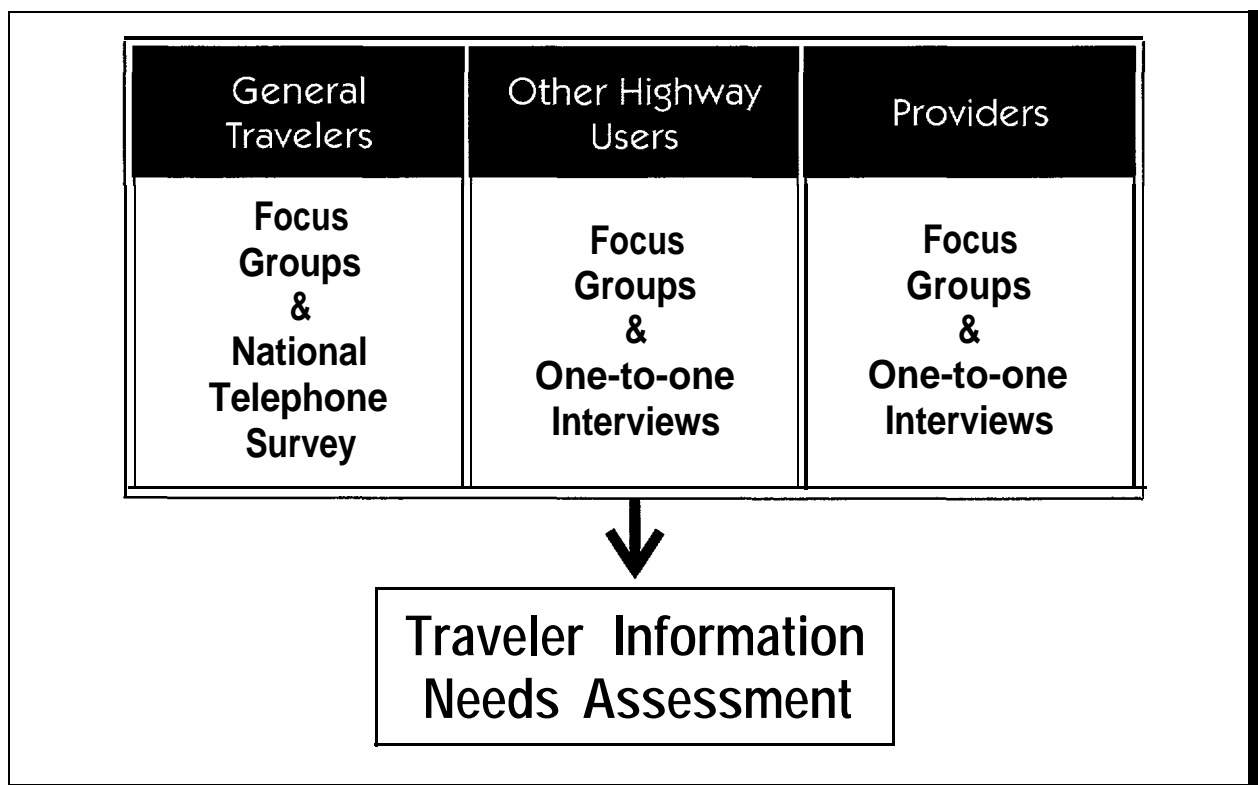 General
Travelers
Other Highway
Users
Providers
Focus
Groups
&
National
Telephone
Survey
Focus
Groups
&
One-to-one
Interviews
Focus
Groups
&
One-to-one
Interviews
Traveler Information
Needs Assessment